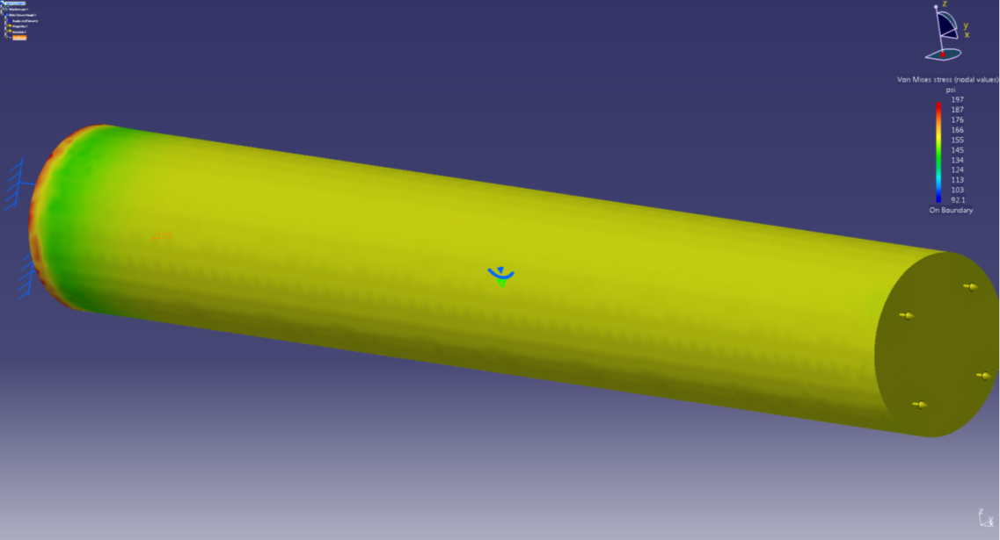 z
y
x
Von Mises stress (nodal values)
psi
197
187
176
166
155
145
134
124
113
103
92.1
On Boundary
z